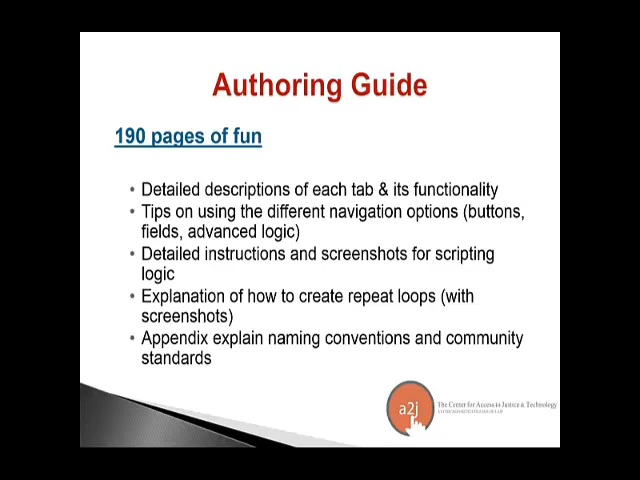 Authoring Guide
190 pages of fun
• Detailed descriptions of each tab & its functionality
• Tips on using the different navigation options (buttons,
fields, advanced logic)
• Detailed instructions and screenshots for scripting
logic
• Explanation of how to create repeat loops (with
screenshots)
• Appendix explain naming conventions and community
standards
a2j
The Center for Access to Justice & Technology